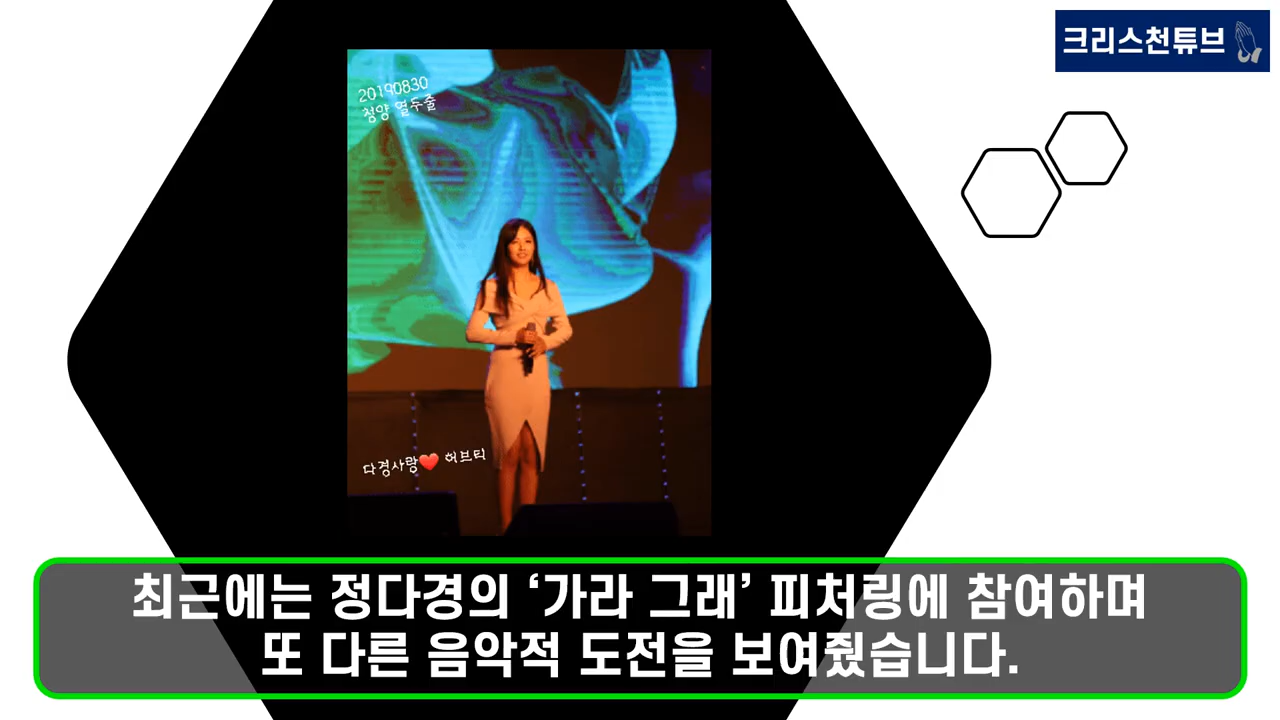 크리스천튜브
20190830
청양 열두줄
다경사랑❤️ 허브티
최근에는 정다경의 ‘가라 그래’ 피처링에 참여하며
또 다른 음악적 도전을 보여줬습니다.